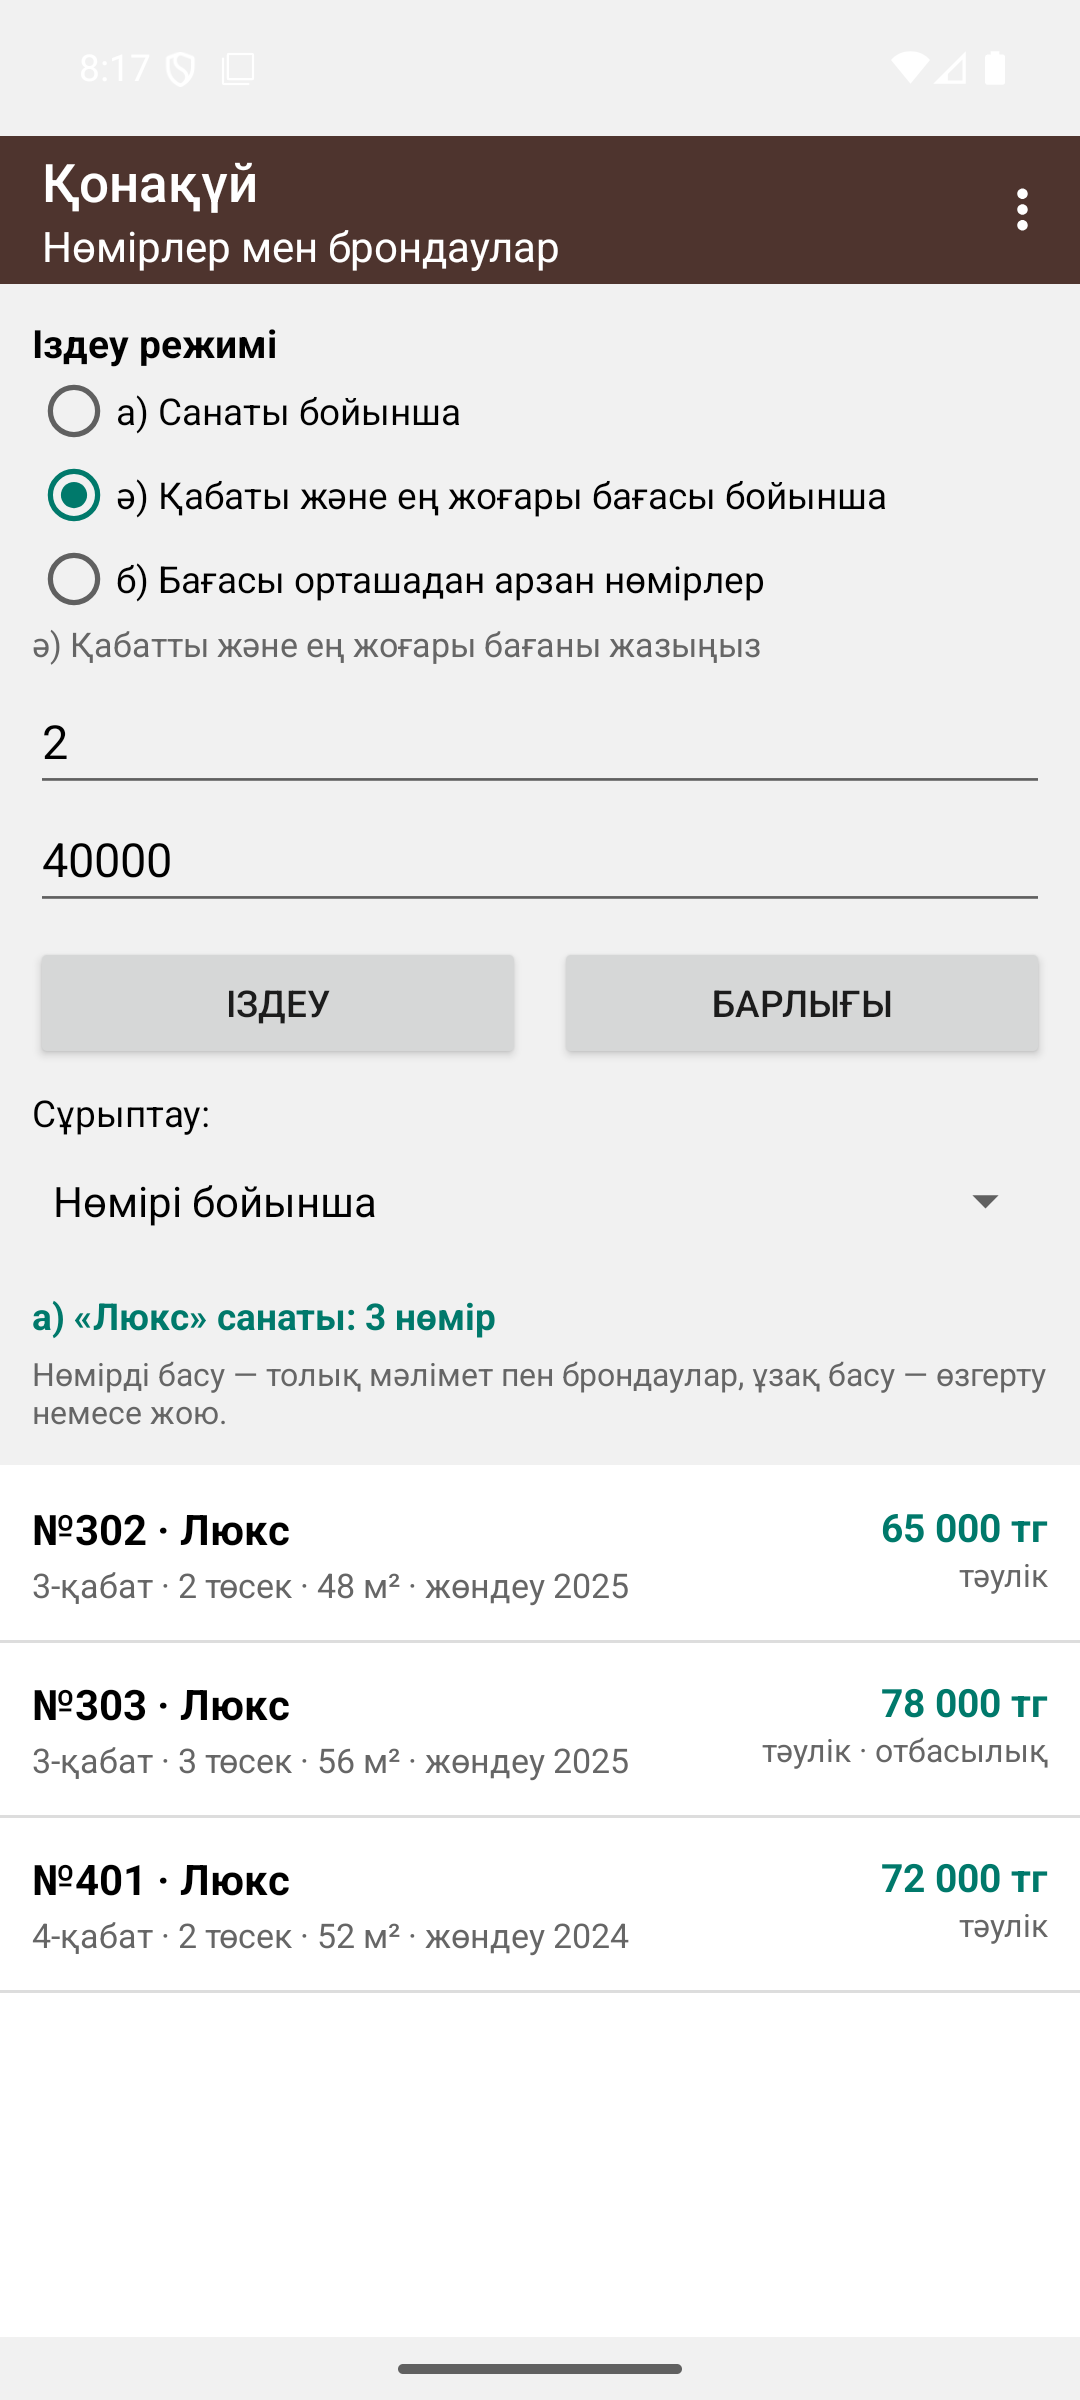 8:17
Қонақүй
Нөмірлер мен брондаулар
Іздеу режимі
а) Санаты бойынша
ә) Қабаты және ең жоғары бағасы бойынша
б) Бағасы орташадан арзан нөмірлер
ә) Қабатты және ең жоғары бағаны жазыңыз
2
40000
ІЗДЕУ
БАРЛЫҒЫ
Сұрыптау:
Нөмірі бойынша
а) «Люкс» санаты: 3 нөмір
Нөмірді басу — толық мәлімет пен брондаулар, ұзақ басу — өзгерту
немесе жою.
№302 · Люкс
65 000 тг
3-қабат · 2 төсек · 48 м² · жөндеу 2025
тәулік
№303 · Люкс
78 000 тг
3-қабат · 3 төсек · 56 м² · жөндеу 2025
тәулік · отбасылық
№401 · Люкс
72 000 тг
4-қабат · 2 төсек · 52 м² · жөндеу 2024
тәулік